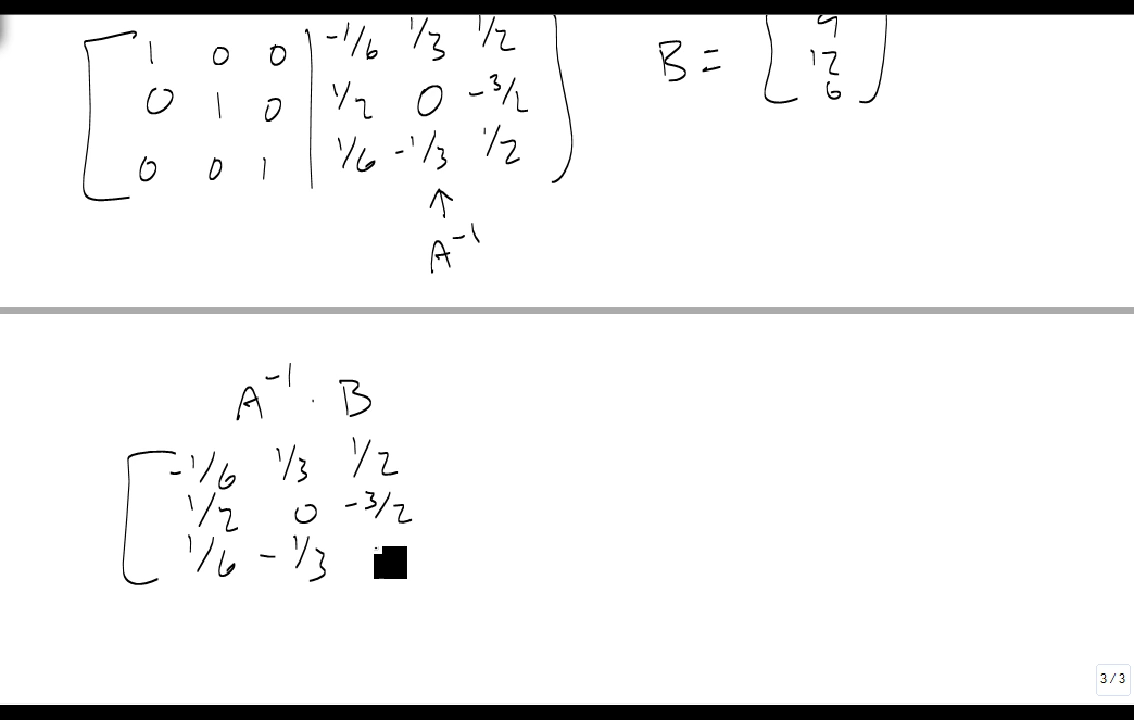 1 0 0 | -1/6 1/3 1/2
0 1 0 | 1/2 0 -3/2
0 0 1 | 1/6 -1/3 1/2
↑
A⁻¹
B =
12
6
A⁻¹ · B
-1/6 1/3 1/2
1/2 0 -3/2
1/6 -1/3
3/3